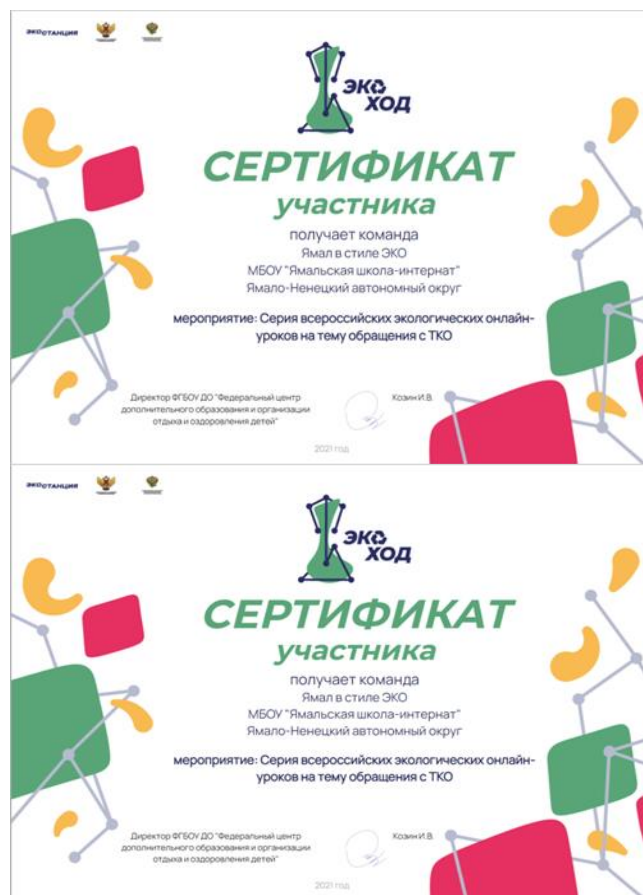 ЭКОСТАНЦИЯ
ЭКО
ХОД
СЕРТИФИКАТ
участника
получает команда
Ямал в стиле ЭКО
МБОУ "Ямальская школа-интернат"
Ямало-Ненецкий автономный округ
мероприятие: Серия всероссийских экологических онлайн-
уроков на тему обращения с ТКО
Директор ФГБОУ ДО "Федеральный центр
дополнительного образования и организации
отдыха и оздоровления детей"
Козин И.В.
2021 год
ЭКОСТАНЦИЯ
ЭКО
ХОД
СЕРТИФИКАТ
участника
получает команда
Ямал в стиле ЭКО
МБОУ "Ямальская школа-интернат"
Ямало-Ненецкий автономный округ
мероприятие: Серия всероссийских экологических онлайн-
уроков на тему обращения с ТКО
Директор ФГБОУ ДО "Федеральный центр
дополнительного образования и организации
отдыха и оздоровления детей"
Козин И.В.
2021 год